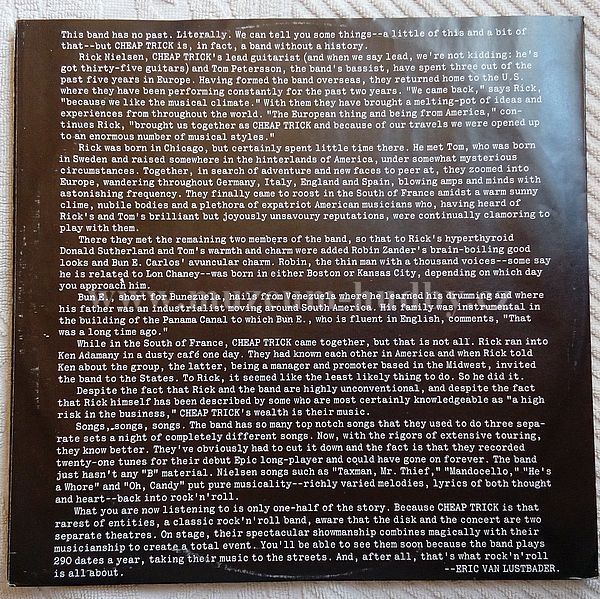 This band has no past. Literally. We can tell you some things--a little of this and a bit of
that--but CHEAP TRICK is, in fact, a band without a history.
Rick Nielsen, CHEAP TRICK's lead guitarist (and when we say lead, we're not kidding: he's
got thirty-five guitars) and Tom Petersson, the band's bassist, have spent three out of the
past five years in Europe. Having formed the band overseas, they returned home to the U.S.
where they have been performing constantly for the past two years. "We came back," says Rick,
"because we like the musical climate." With them they have brought a melting-pot of ideas and
experiences from throughout the world. "The European thing and being from America," con-
tinues Rick, "brought us together as CHEAP TRICK and because of our travels we were opened up
to an enormous number of musical styles."
Rick was born in Chicago, but certainly spent little time there. He met Tom, who was born
in Sweden and raised somewhere in the hinterlands of America, under somewhat mysterious
circumstances. Together, in search of adventure and new faces to peer at, they zoomed into
Europe, wandering throughout Germany, Italy, England and Spain, blowing amps and minds with
astonishing frequency. They finally came to roost in the South of France amidst a warm sunny
clime, nubile bodies and a plethora of expatriot American musicians who, having heard of
Rick's and Tom's brilliant but joyously unsavoury reputations, were continually clamoring to
play with them.
There they met the remaining two members of the band, so that to Rick's hyperthyroid
Donald Sutherland and Tom's warmth and charm were added Robin Zander's brain-boiling good
looks and Bun E. Carlos' avuncular charm. Robin, the thin man with a thousand voices--some say
he is related to Lon Chaney--was born in either Boston or Kansas City, depending on which day
you approach him.
Bun E., short for Bunezuela, hails from Venezuela where he learned his drumming and where
his father was an industrialist moving around South America. His family was instrumental in
the building of the Panama Canal to which Bun E., who is fluent in English, comments, "That
was a long time ago."
While in the South of France, CHEAP TRICK came together, but that is not all. Rick ran into
Ken Adamany in a dusty café one day. They had known each other in America and when Rick told
Ken about the group, the latter, being a manager and promoter based in the Midwest, invited
the band to the States. To Rick, it seemed like the least likely thing to do. So he did it.
Despite the fact that Rick and the band are highly unconventional, and despite the fact
that Rick himself has been described by some who are most certainly knowledgeable as "a high
risk in the business," CHEAP TRICK's wealth is their music.
Songs, songs, songs. The band has so many top notch songs that they used to do three sepa-
rate sets a night of completely different songs. Now, with the rigors of extensive touring,
they know better. They've obviously had to cut it down and the fact is that they recorded
twenty-one tunes for their debut Epic long-player and could have gone on forever. The band
just hasn't any "B" material. Nielsen songs such as "Taxman, Mr. Thief," "Mandocello," "He's
a Whore" and "Oh, Candy" put pure musicality--richly varied melodies, lyrics of both thought
and heart--back into rock'n'roll.
What you are now listening to is only one-half of the story. Because CHEAP TRICK is that
rarest of entities, a classic rock'n'roll band, aware that the disk and the concert are two
separate theatres. On stage, their spectacular showmanship combines magically with their
musicianship to create a total event. You'll be able to see them soon because the band plays
290 dates a year, taking their music to the streets. And, after all, that's what rock'n'roll
is all about. --ERIC VAN LUSTBADER.